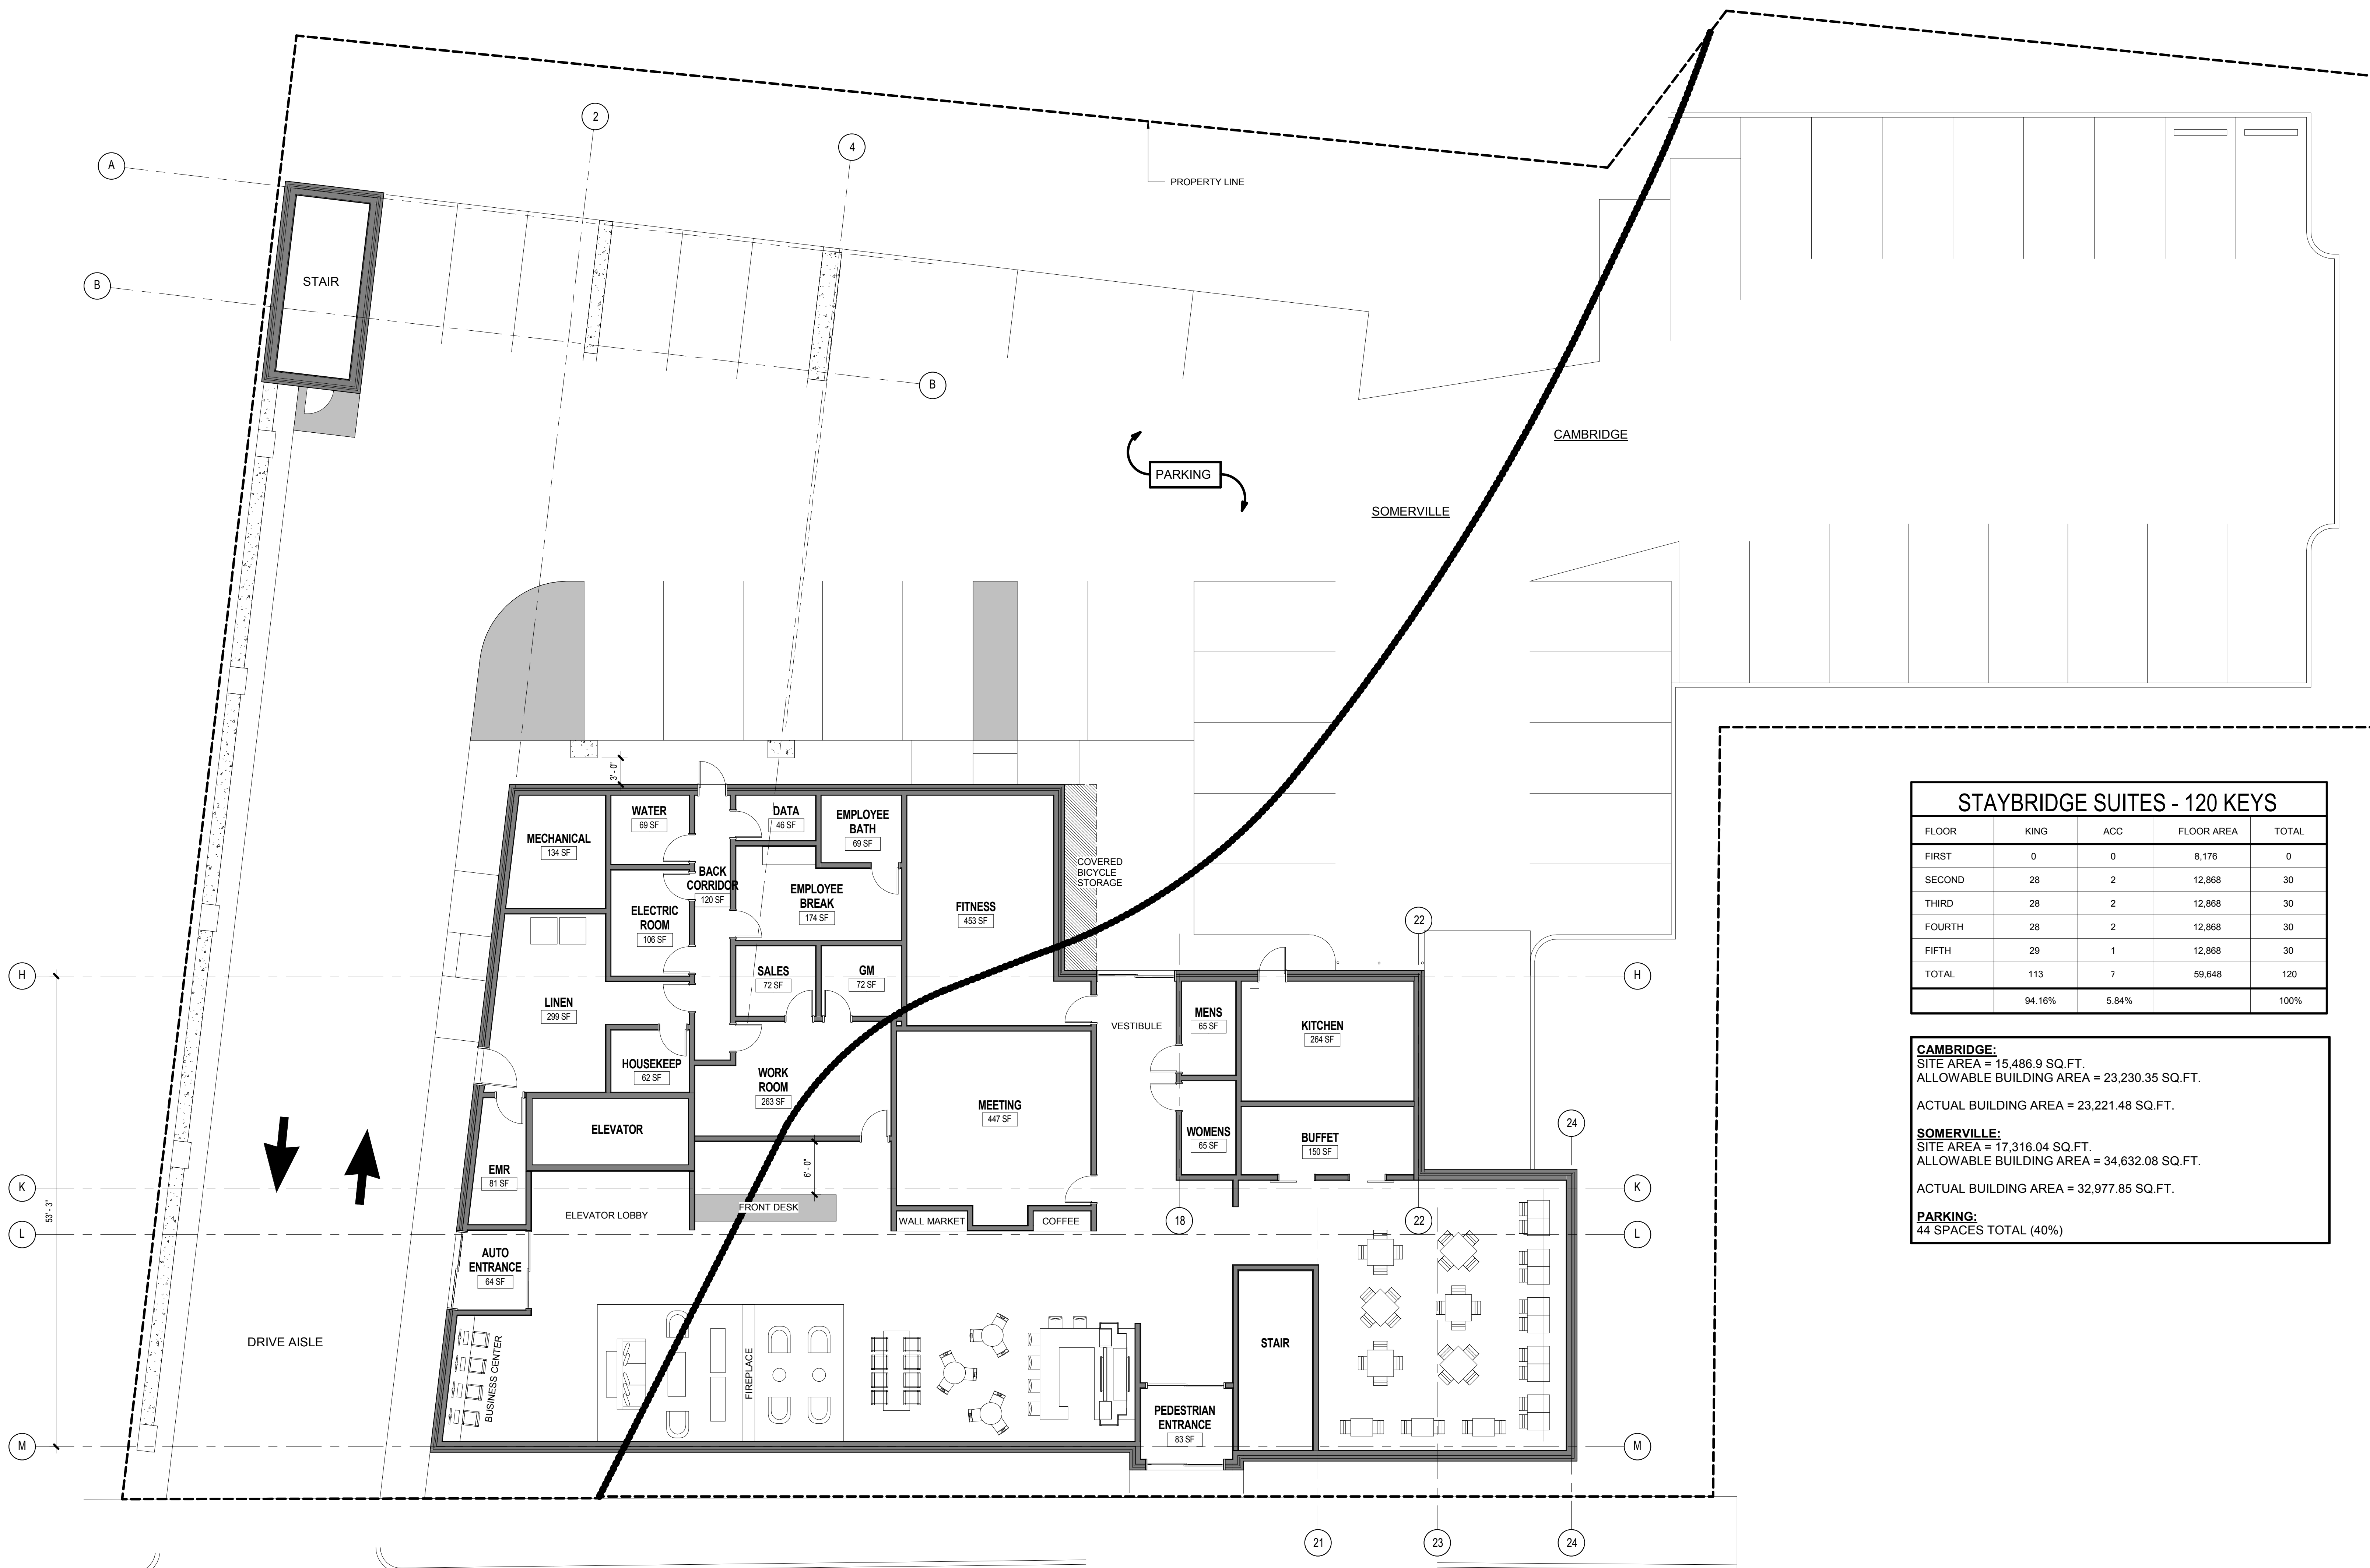 2
4
A
B
B
STAIR
PROPERTY LINE
CAMBRIDGE
PARKING
SOMERVILLE
3' - 0"
WATER
69 SF
DATA
46 SF
EMPLOYEE
BATH
69 SF
MECHANICAL
134 SF
BACK
CORRIDOR
120 SF
EMPLOYEE
BREAK
174 SF
ELECTRIC
ROOM
106 SF
FITNESS
453 SF
COVERED
BICYCLE
STORAGE
22
H
H
SALES
72 SF
GM
72 SF
LINEN
299 SF
MENS
65 SF
KITCHEN
264 SF
VESTIBULE
HOUSEKEEP
62 SF
WORK
ROOM
263 SF
MEETING
447 SF
ELEVATOR
WOMENS
65 SF
BUFFET
150 SF
24
EMR
81 SF
6' - 0"
K
K
53' - 3"
FRONT DESK
ELEVATOR LOBBY
WALL MARKET
COFFEE
18
22
L
L
AUTO
ENTRANCE
64 SF
DRIVE AISLE
BUSINESS CENTER
FIREPLACE
STAIR
PEDESTRIAN
ENTRANCE
83 SF
M
M
21
23
24
STAYBRIDGE SUITES - 120 KEYS
FLOOR KING ACC FLOOR AREA TOTAL
FIRST 0 0 8,176 0
SECOND 28 2 12,868 30
THIRD 28 2 12,868 30
FOURTH 28 2 12,868 30
FIFTH 29 1 12,868 30
TOTAL 113 7 59,648 120
94.16% 5.84% 100%
CAMBRIDGE:
SITE AREA = 15,486.9 SQ.FT.
ALLOWABLE BUILDING AREA = 23,230.35 SQ.FT.
ACTUAL BUILDING AREA = 23,221.48 SQ.FT.
SOMERVILLE:
SITE AREA = 17,316.04 SQ.FT.
ALLOWABLE BUILDING AREA = 34,632.08 SQ.FT.
ACTUAL BUILDING AREA = 32,977.85 SQ.FT.
PARKING:
44 SPACES TOTAL (40%)